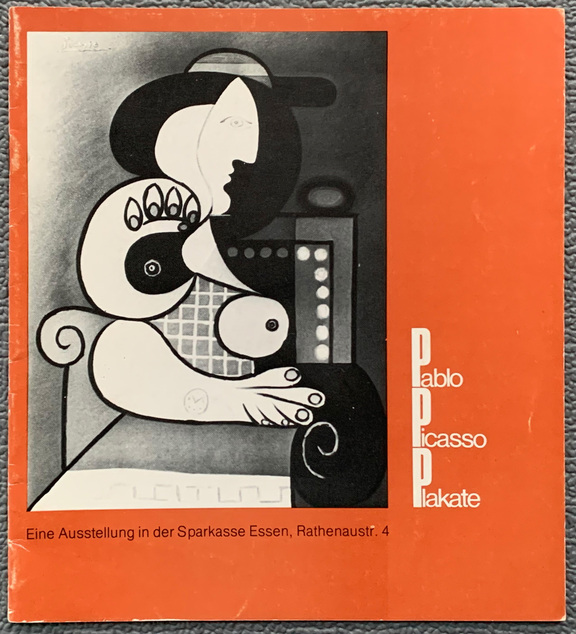 Pablo
Picasso
Plakate
Eine Ausstellung in der Sparkasse Essen, Rathenaustr. 4